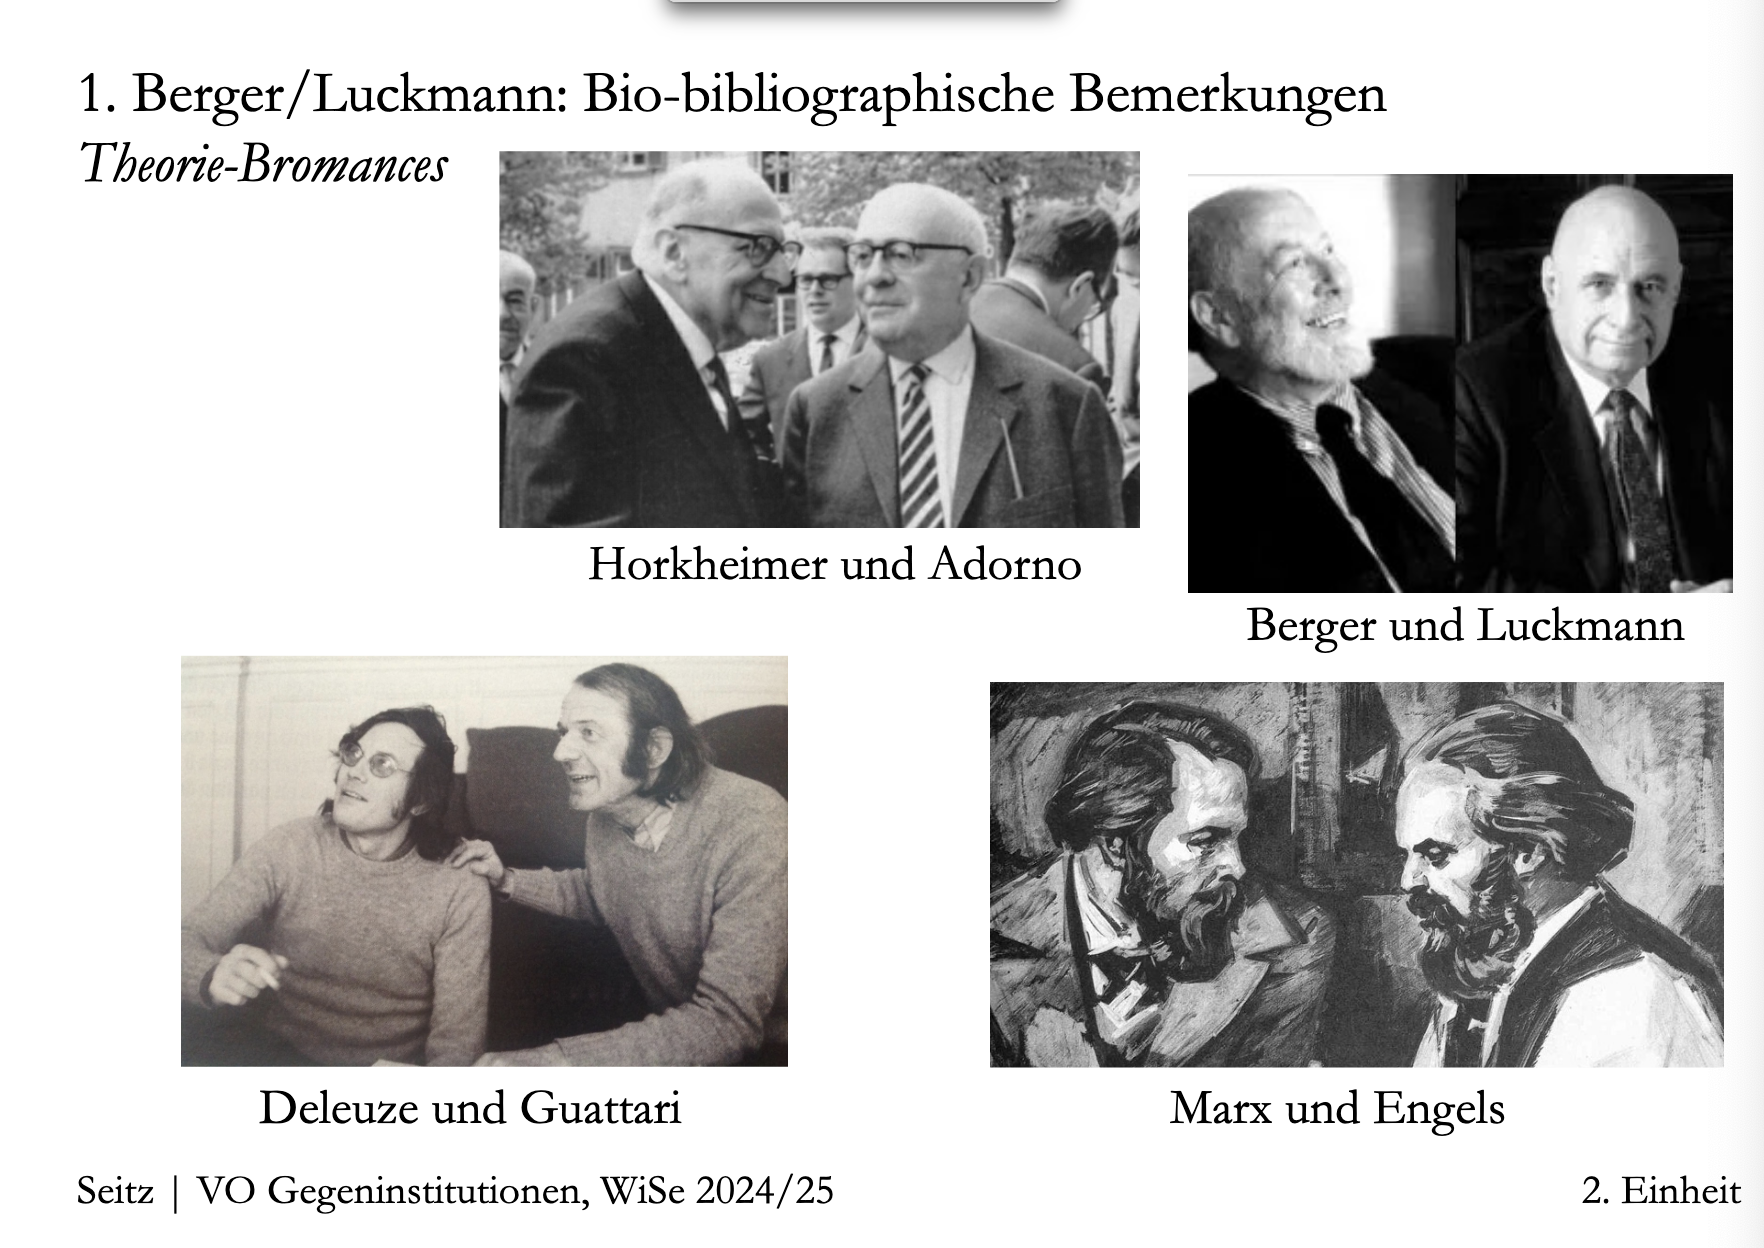 1. Berger/Luckmann: Bio-bibliographische Bemerkungen
Theorie-Bromances
Horkheimer und Adorno
Berger und Luckmann
Deleuze und Guattari
Marx und Engels
Seitz | VO Gegeninstitutionen, WiSe 2024/25
2. Einheit